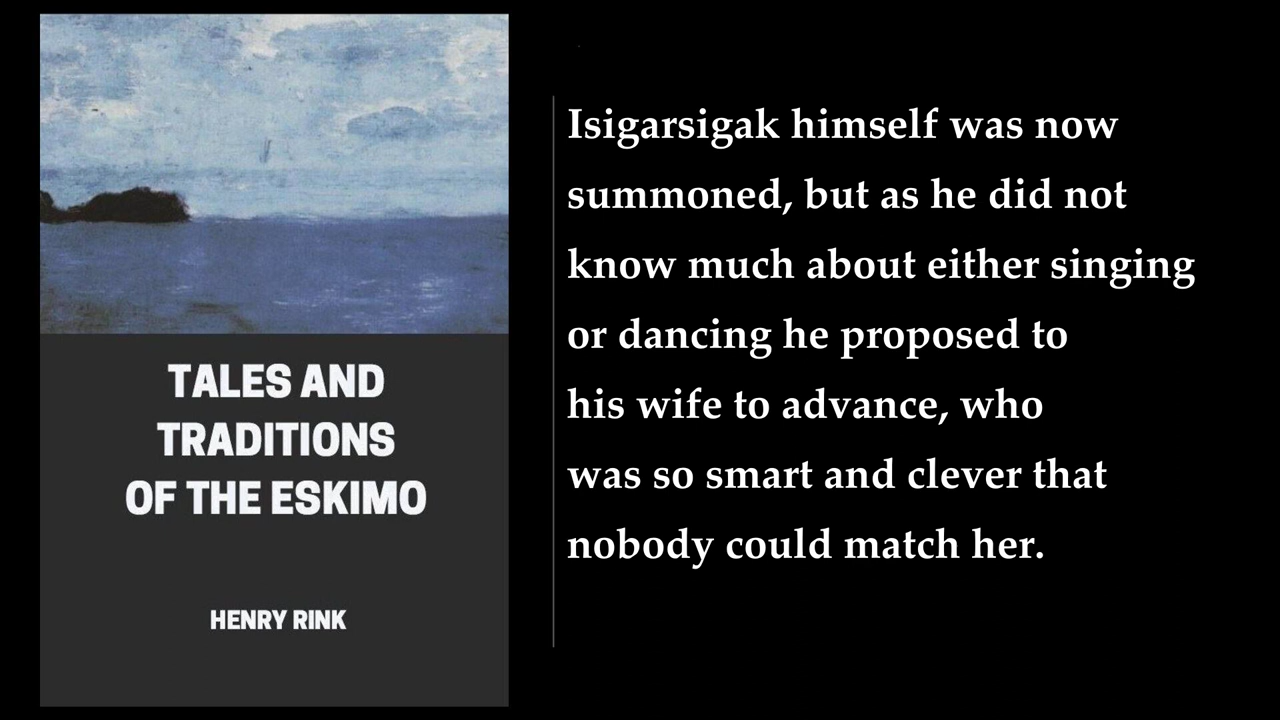 TALES AND
TRADITIONS
OF THE ESKIMO
HENRY RINK
Isigarsigak himself was now
summoned, but as he did not
know much about either singing
or dancing he proposed to
his wife to advance, who
was so smart and clever that
nobody could match her.